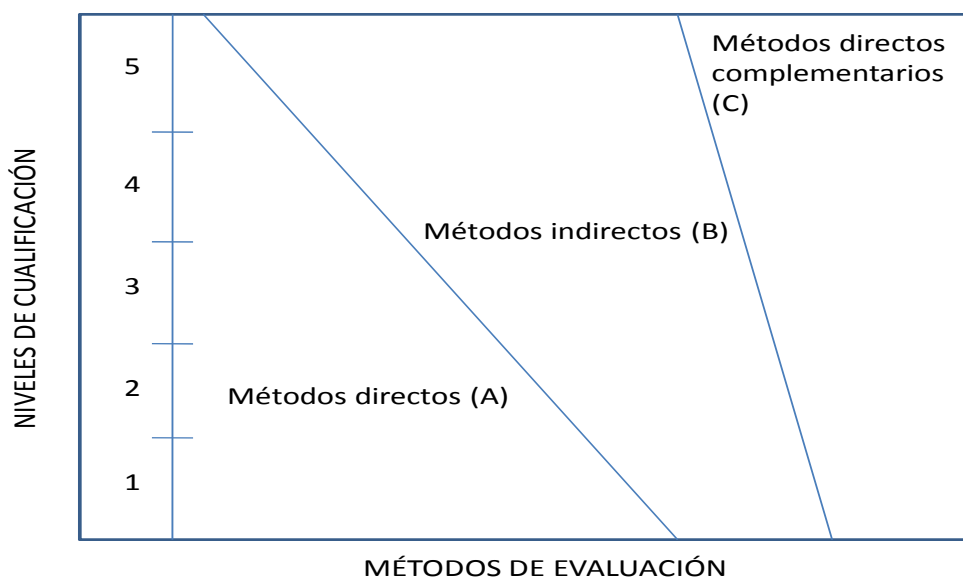 Métodos directos
complementarios
(C)
5
4
Métodos indirectos (B)
3
Métodos directos (A)
2
1
NIVELES DE CUALIFICACIÓN
MÉTODOS DE EVALUACIÓN